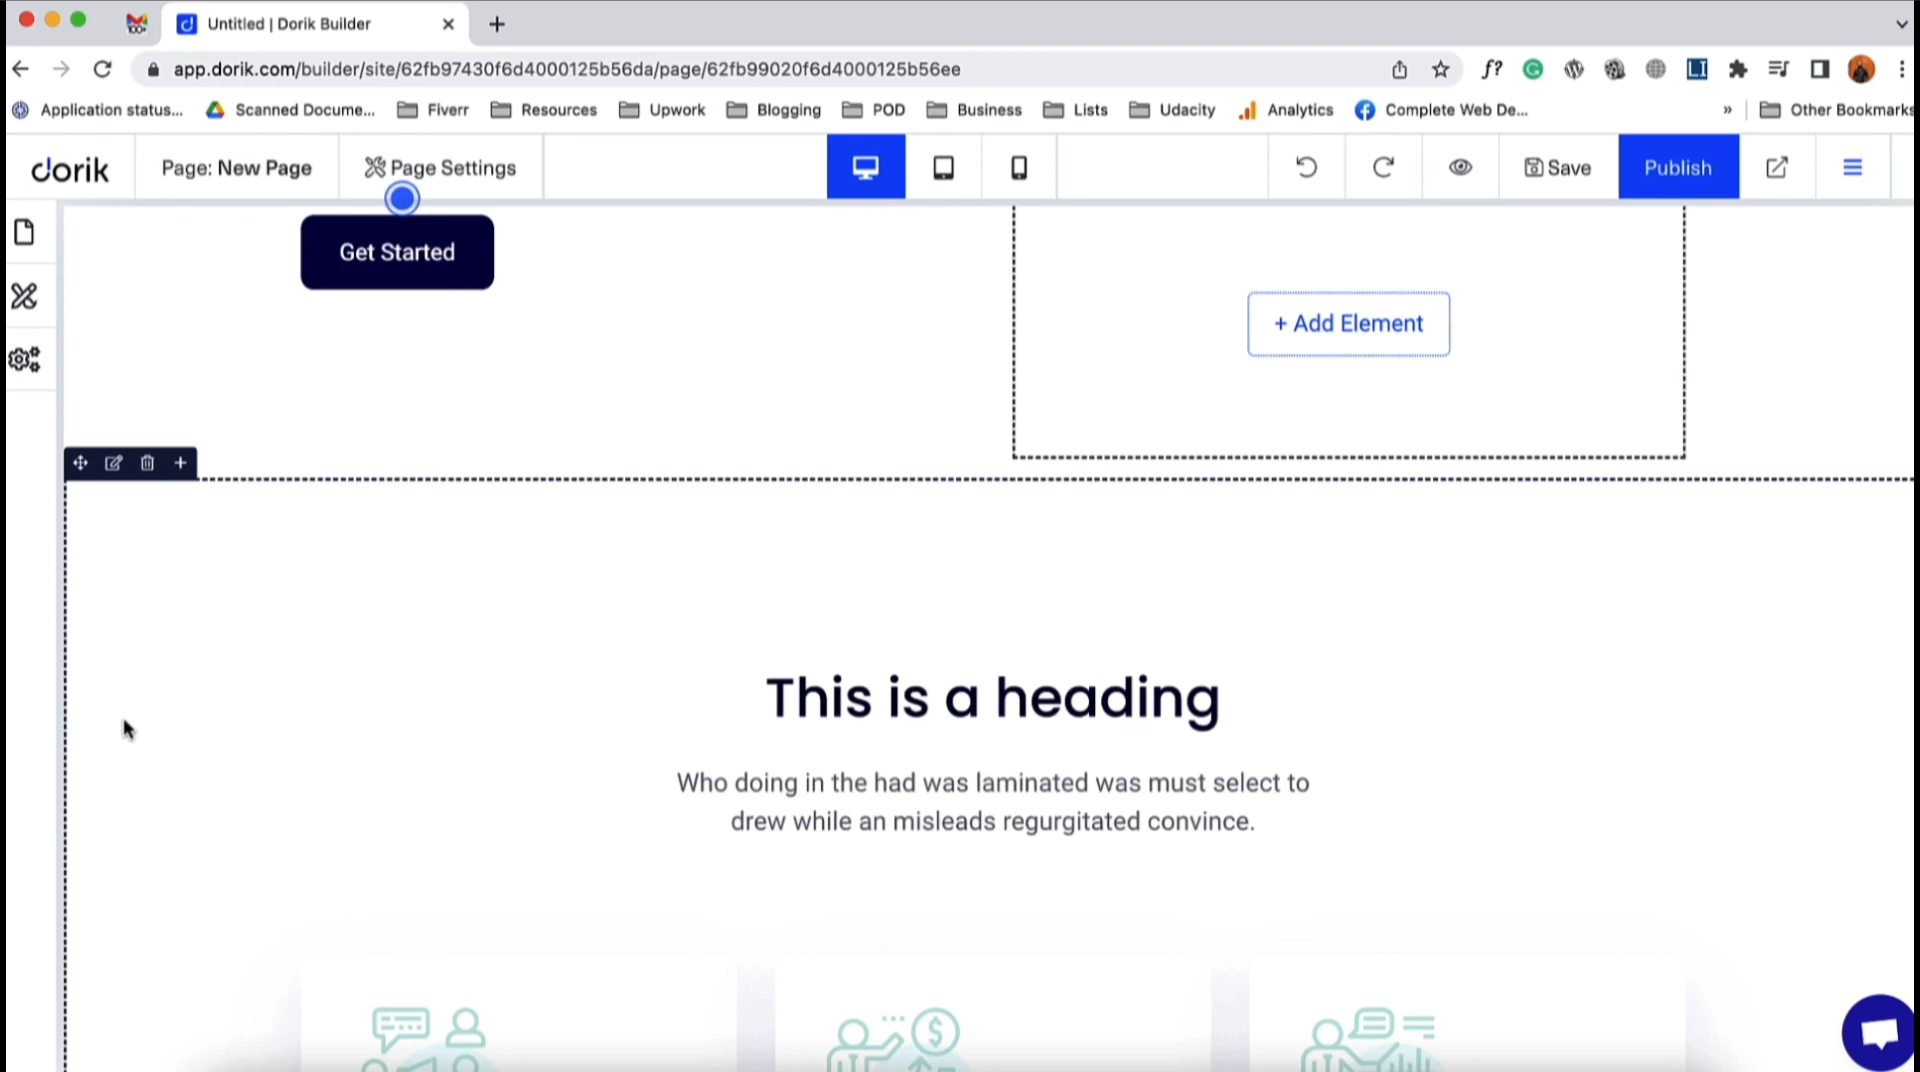 100+
Untitled | Dorik Builder
app.dorik.com/builder/site/62fb97430f6d4000125b56da/page/62fb99020f6d4000125b56ee
f?
G
LI
Application status...
Scanned Docume...
Fiverr
Resources
Upwork
Blogging
POD
Business
Lists
Udacity
Analytics
Complete Web De...
»
Other Bookmarks
dorik
Page: New Page
Page Settings
Save
Publish
Get Started
+ Add Element
This is a heading
Who doing in the had was laminated was must select to
drew while an misleads regurgitated convince.
$